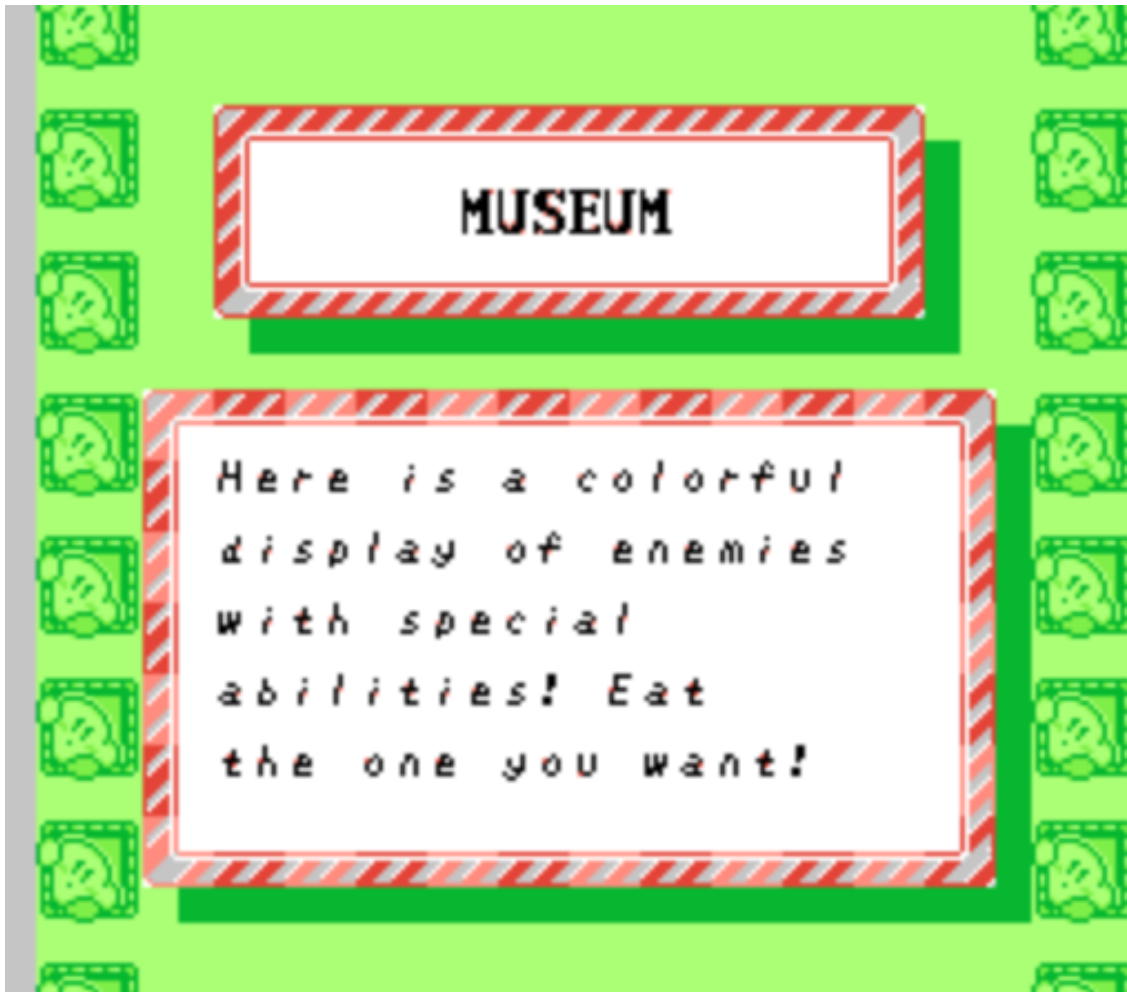 MUSEUM
Here is a colorful
display of enemies
with special
abilities! Eat
the one you want!